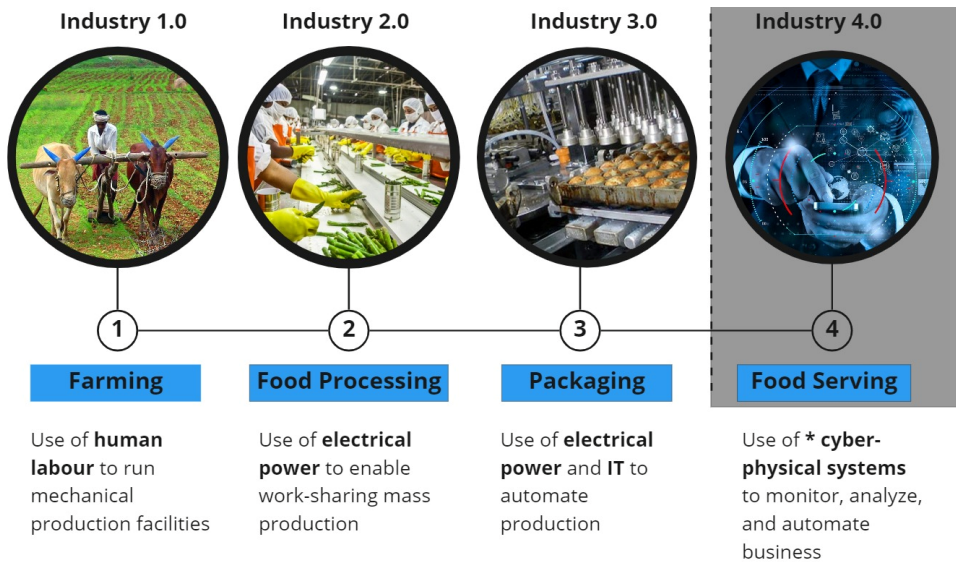 Industry 1.0
Industry 2.0
Industry 3.0
Industry 4.0
1
2
3
4
Farming
Food Processing
Packaging
Food Serving
Use of human
labour to run
mechanical
production facilities
Use of electrical
power to enable
work-sharing mass
production
Use of electrical
power and IT to
automate
production
Use of * cyber-
physical systems
to monitor, analyze,
and automate
business